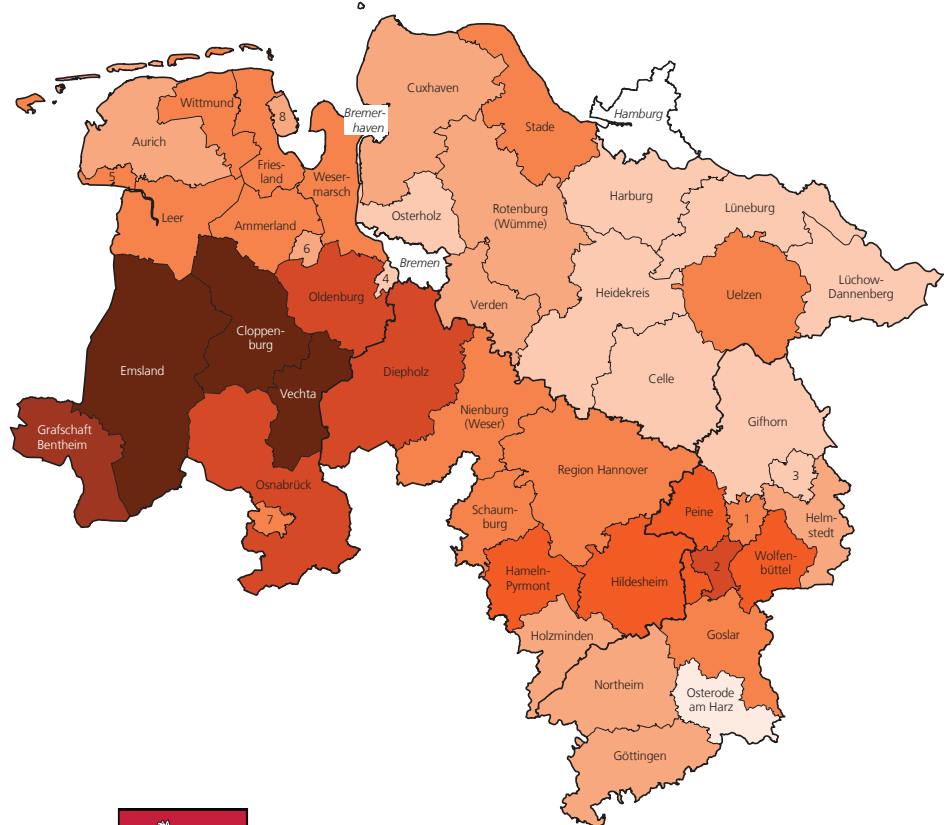 Cuxhaven
Wittmund
Bremer-
haven
8
Hamburg
Stade
Aurich
Fries-
land
Weser-
marsch
5
Harburg
Lüneburg
Leer
Ammerland
Osterholz
Rotenburg
(Wümme)
6
Bremen
4
Oldenburg
Heidekreis
Uelzen
Lüchow-
Dannenberg
Verden
Cloppen-
burg
Emsland
Diepholz
Celle
Vechta
Nienburg
(Weser)
Gifhorn
Grafschaft
Bentheim
Region Hannover
3
Osnabrück
7
Schaum-
burg
Peine
1
Helm-
stedt
Hameln-
Pyrmont
Hildesheim
2
Wolfen-
büttel
Holzminden
Goslar
Northeim
Osterode
am Harz
Göttingen